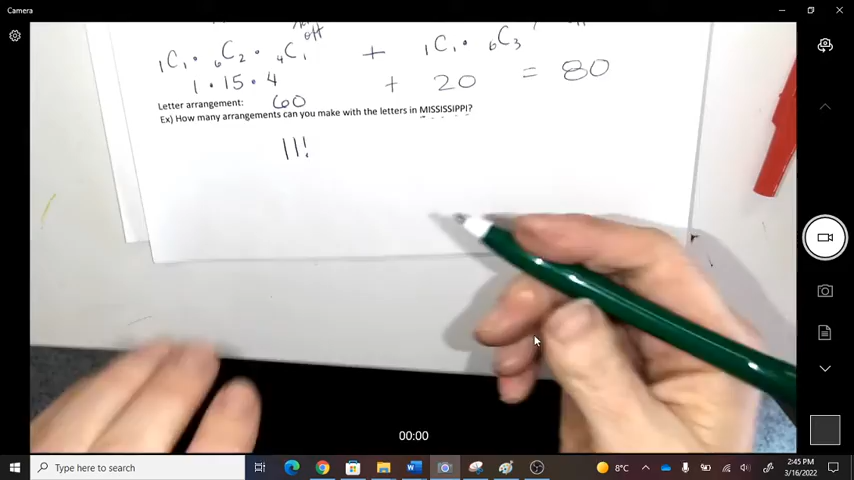 Camera
off
₁C₁ · ₆C₂ · ₄C₁ + ₁C₁ · ₆C₃
1 · 15 · 4 + 20 = 80
Letter arrangement: 60
Ex) How many arrangements can you make with the letters in MISSISSIPPI?
11!
00:00
Type here to search
8°C
2:45 PM
3/16/2022